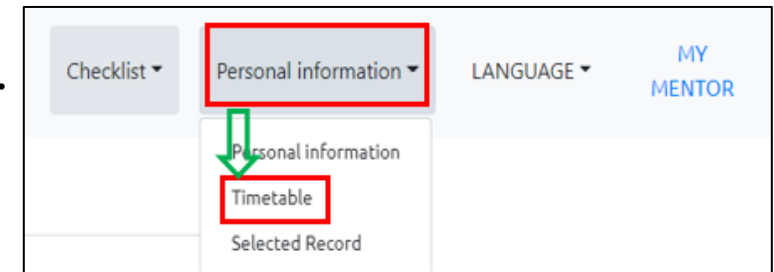 Checklist
Personal information
LANGUAGE
MY
MENTOR
Personal information
Timetable
Selected Record